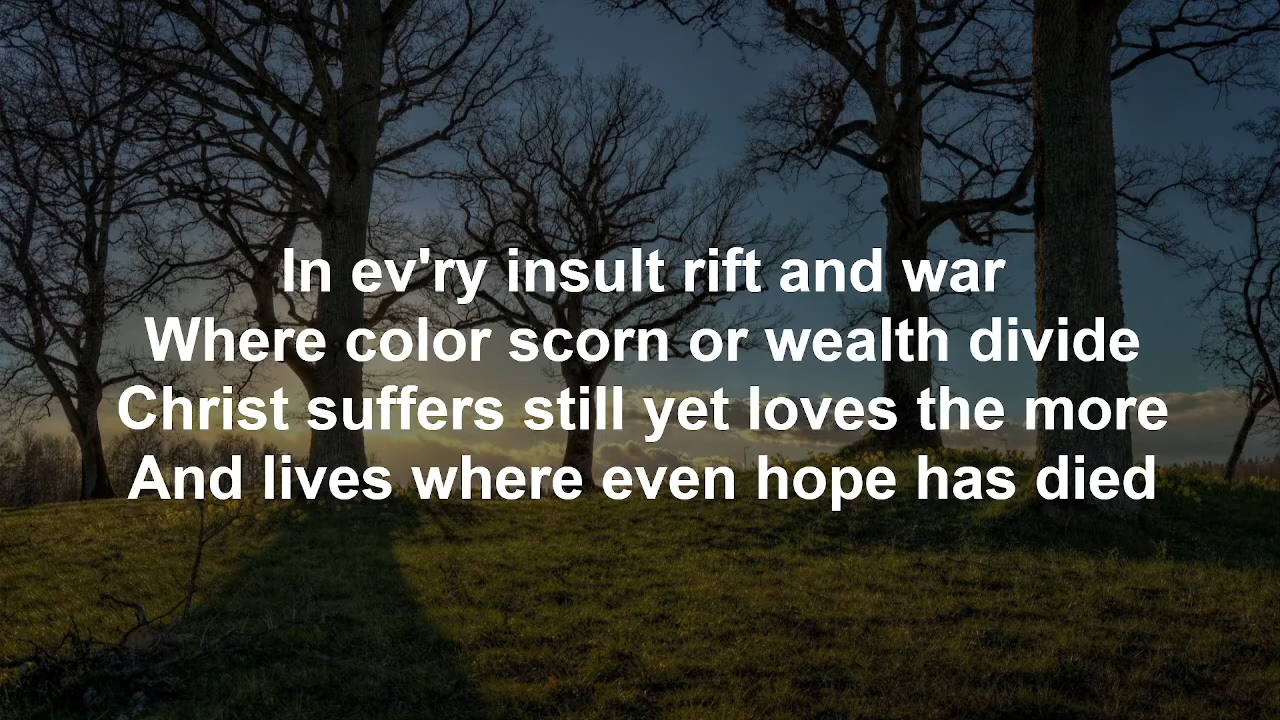 In ev'ry insult rift and war
Where color scorn or wealth divide
Christ suffers still yet loves the more
And lives where even hope has died